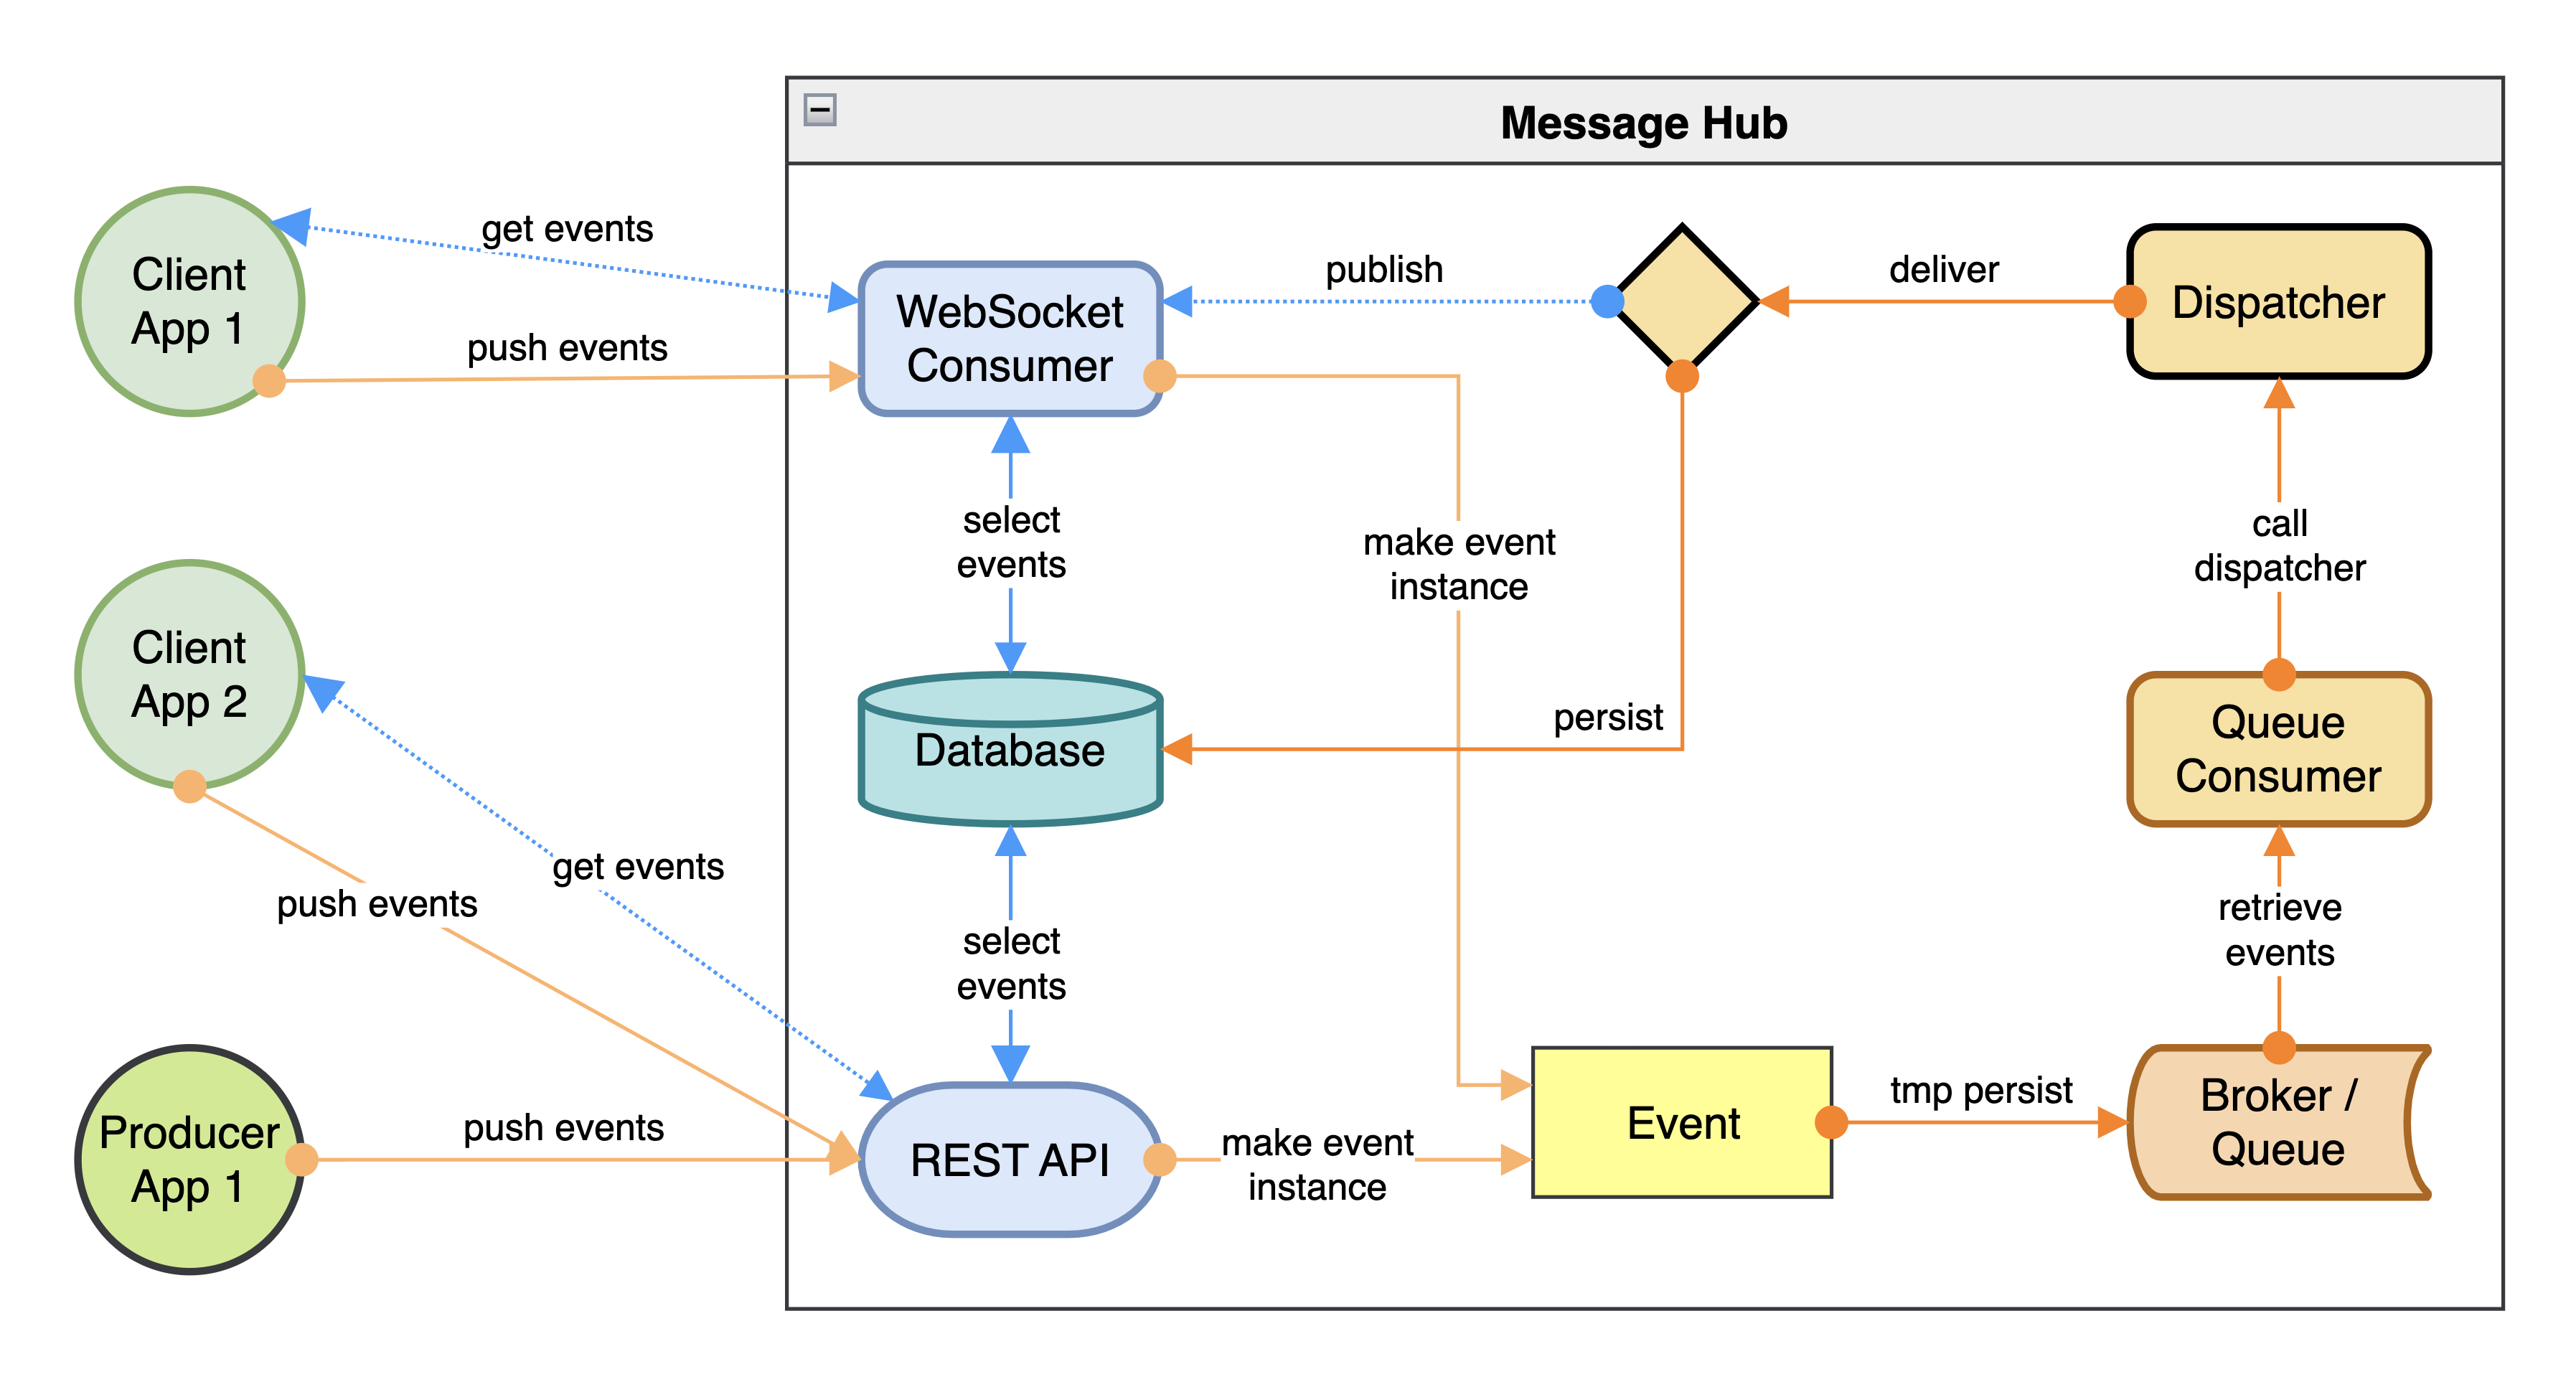 Message Hub
Client
App 1
get events
push events
WebSocket
Consumer
publish
deliver
Dispatcher
select
events
make event
instance
call
dispatcher
Client
App 2
Database
persist
Queue
Consumer
get events
push events
select
events
retrieve
events
Producer
App 1
push events
REST API
make event
instance
Event
tmp persist
Broker /
Queue